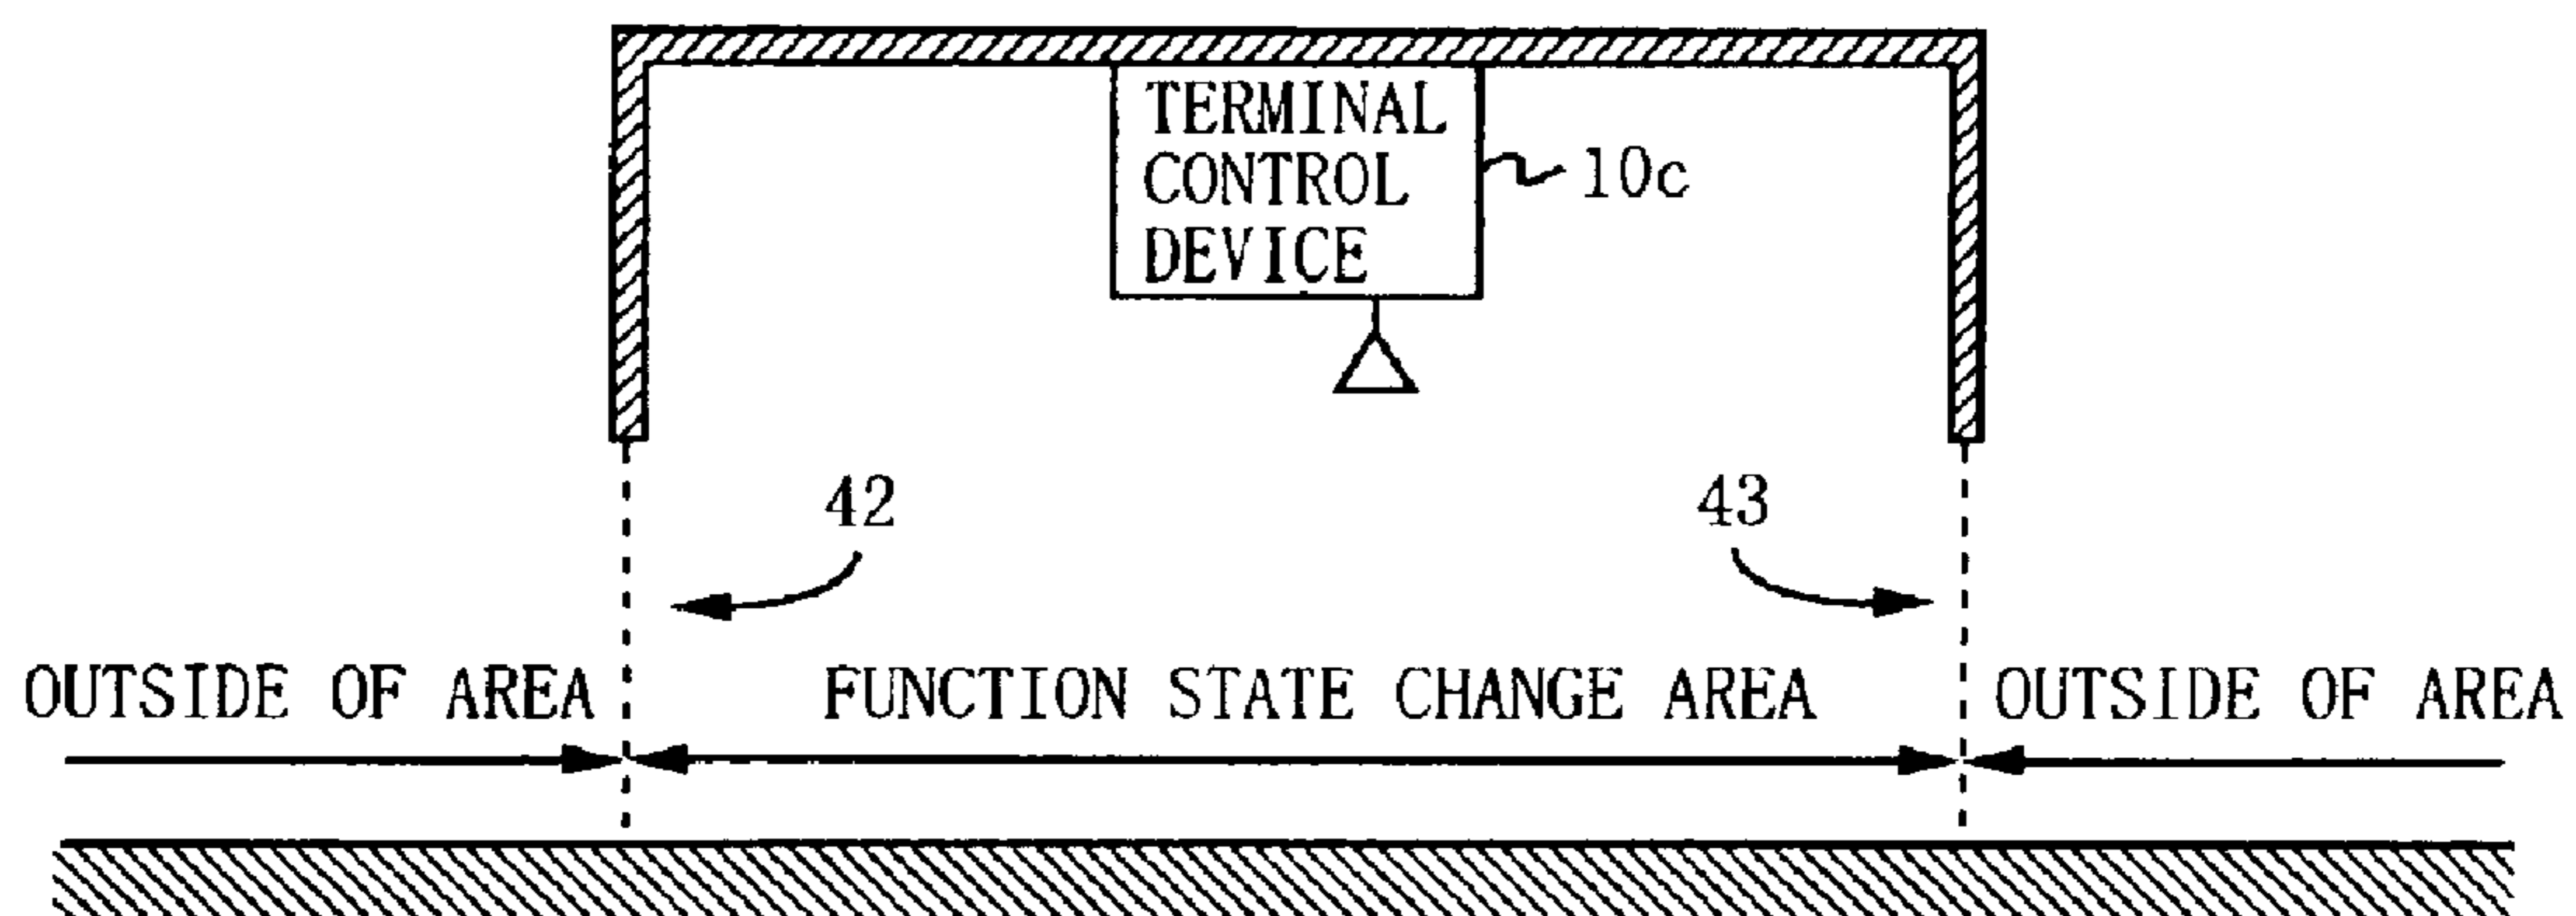 TERMINAL
CONTROL
DEVICE
10c
42
43
OUTSIDE OF AREA
FUNCTION STATE CHANGE AREA
OUTSIDE OF AREA